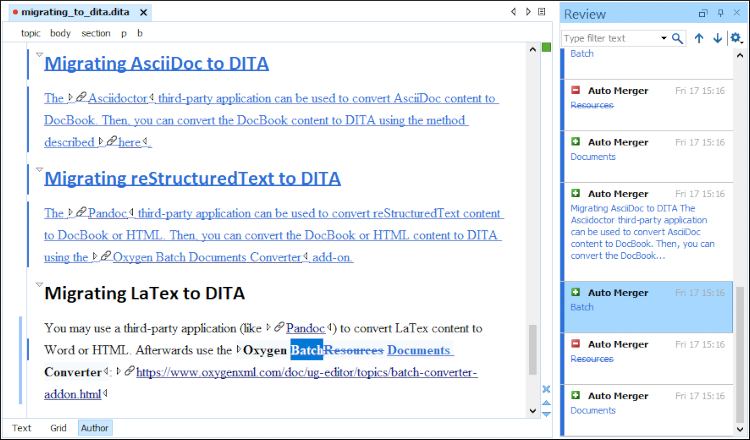 migrating_to_dita.dita
topic body section p b
Migrating AsciiDoc to DITA
The Asciidoctor third-party application can be used to convert AsciiDoc content to
DocBook. Then, you can convert the DocBook content to DITA using the method
described here.
Migrating reStructuredText to DITA
The Pandoc third-party application can be used to convert reStructuredText content
to DocBook or HTML. Then, you can convert the DocBook or HTML content to DITA
using the Oxygen Batch Documents Converter add-on.
Migrating LaTex to DITA
You may use a third-party application (like Pandoc) to convert LaTex content to
Word or HTML. Afterwards use the Oxygen BatchResources Documents
Converter: https://www.oxygenxml.com/doc/ug-editor/topics/batch-converter-
addon.html
Text Grid Author
Review
Type filter text
Batch
Auto Merger Fri 17 15:16
Resources
Auto Merger Fri 17 15:16
Documents
Auto Merger Fri 17 15:16
Migrating AsciiDoc to DITA The
Asciidoctor third-party application
can be used to convert AsciiDoc
content to DocBook. Then, you can
convert the DocBook...
Auto Merger Fri 17 15:16
Batch
Auto Merger Fri 17 15:16
Resources
Auto Merger Fri 17 15:16
Documents